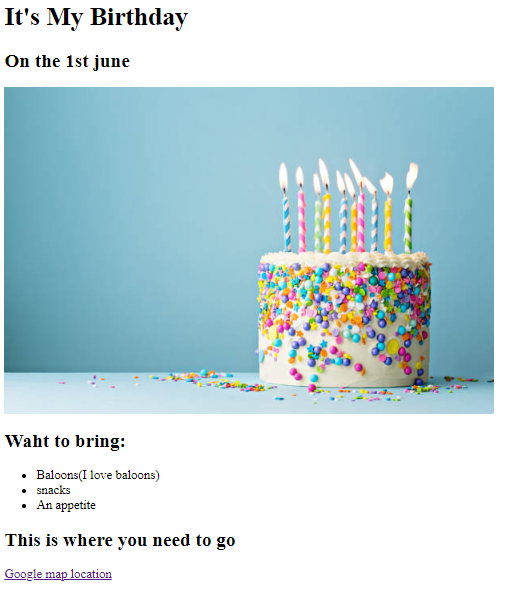 It's My Birthday
On the 1st june
Waht to bring:
Baloons(I love baloons)
snacks
An appetite
This is where you need to go
Google map location